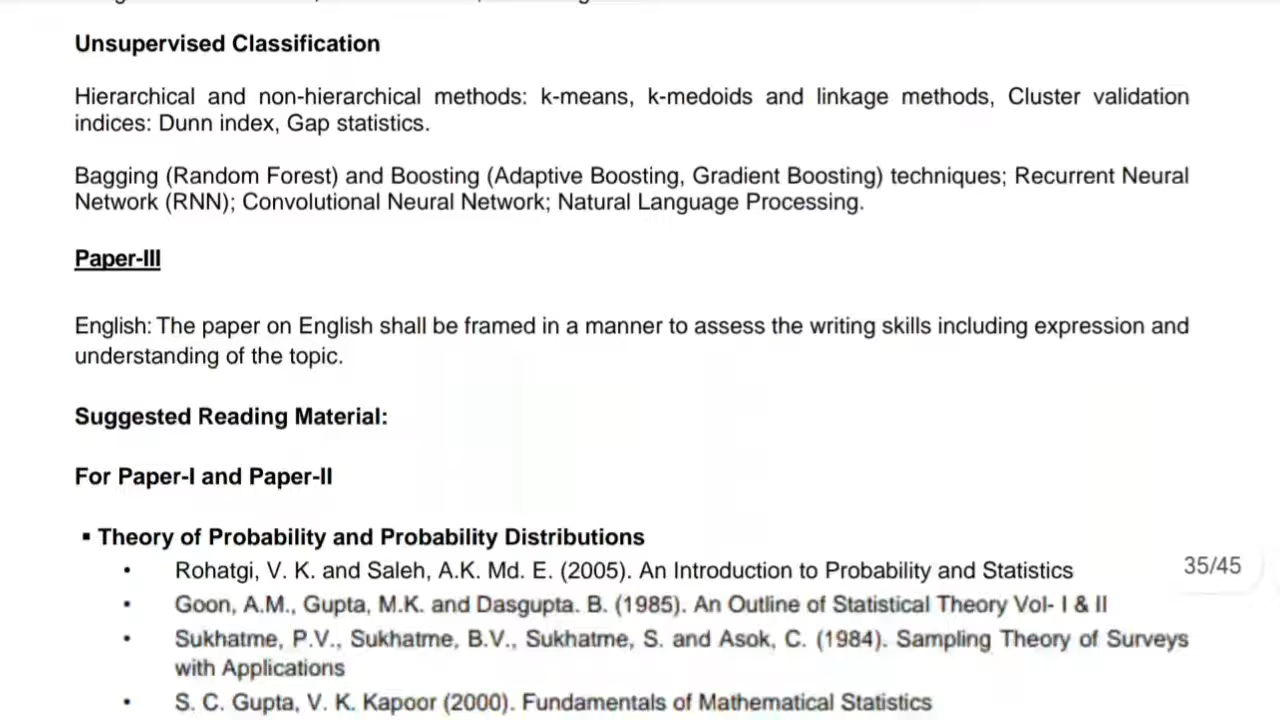 Unsupervised Classification
Hierarchical and non-hierarchical methods: k-means, k-medoids and linkage methods, Cluster validation
indices: Dunn index, Gap statistics.
Bagging (Random Forest) and Boosting (Adaptive Boosting, Gradient Boosting) techniques; Recurrent Neural
Network (RNN); Convolutional Neural Network; Natural Language Processing.
Paper-III
English: The paper on English shall be framed in a manner to assess the writing skills including expression and
understanding of the topic.
Suggested Reading Material:
For Paper-I and Paper-II
▪ Theory of Probability and Probability Distributions
• Rohatgi, V. K. and Saleh, A.K. Md. E. (2005). An Introduction to Probability and Statistics
35/45
• Goon, A.M., Gupta, M.K. and Dasgupta. B. (1985). An Outline of Statistical Theory Vol- I & II
• Sukhatme, P.V., Sukhatme, B.V., Sukhatme, S. and Asok, C. (1984). Sampling Theory of Surveys
with Applications
• S. C. Gupta, V. K. Kapoor (2000). Fundamentals of Mathematical Statistics